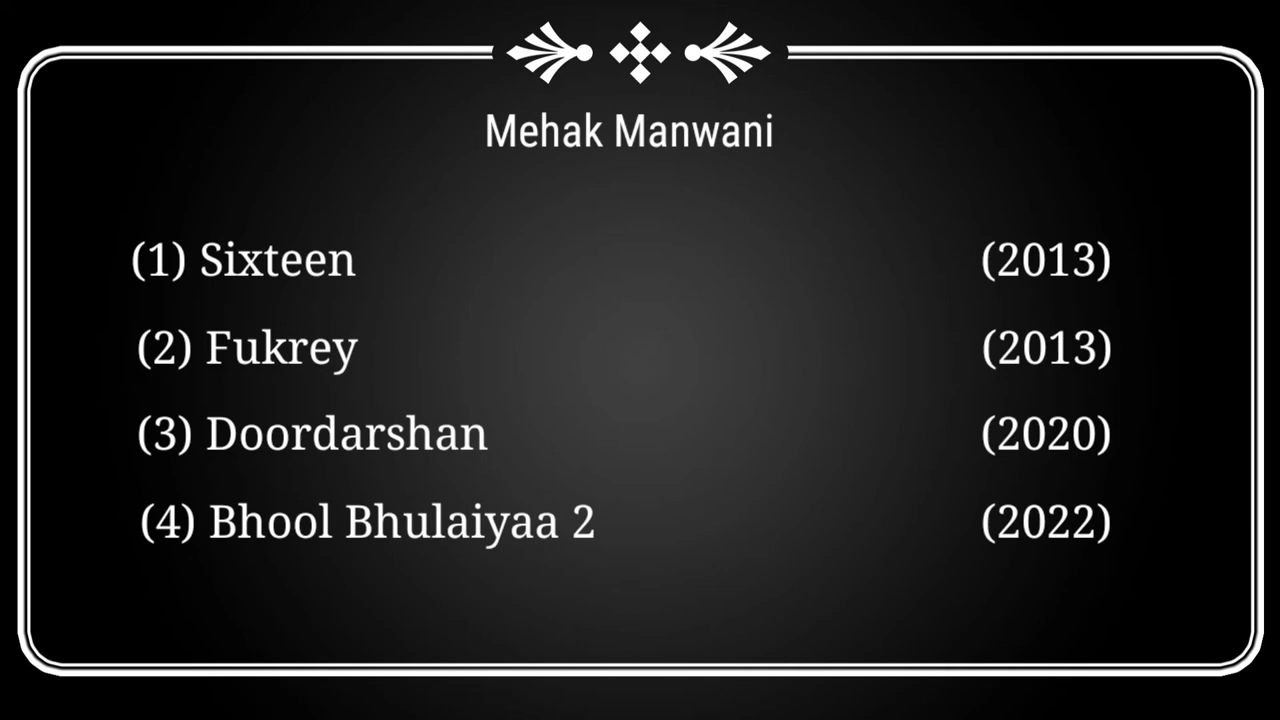 Mehak Manwani
(1) Sixteen (2013)
(2) Fukrey (2013)
(3) Doordarshan (2020)
(4) Bhool Bhulaiyaa 2 (2022)